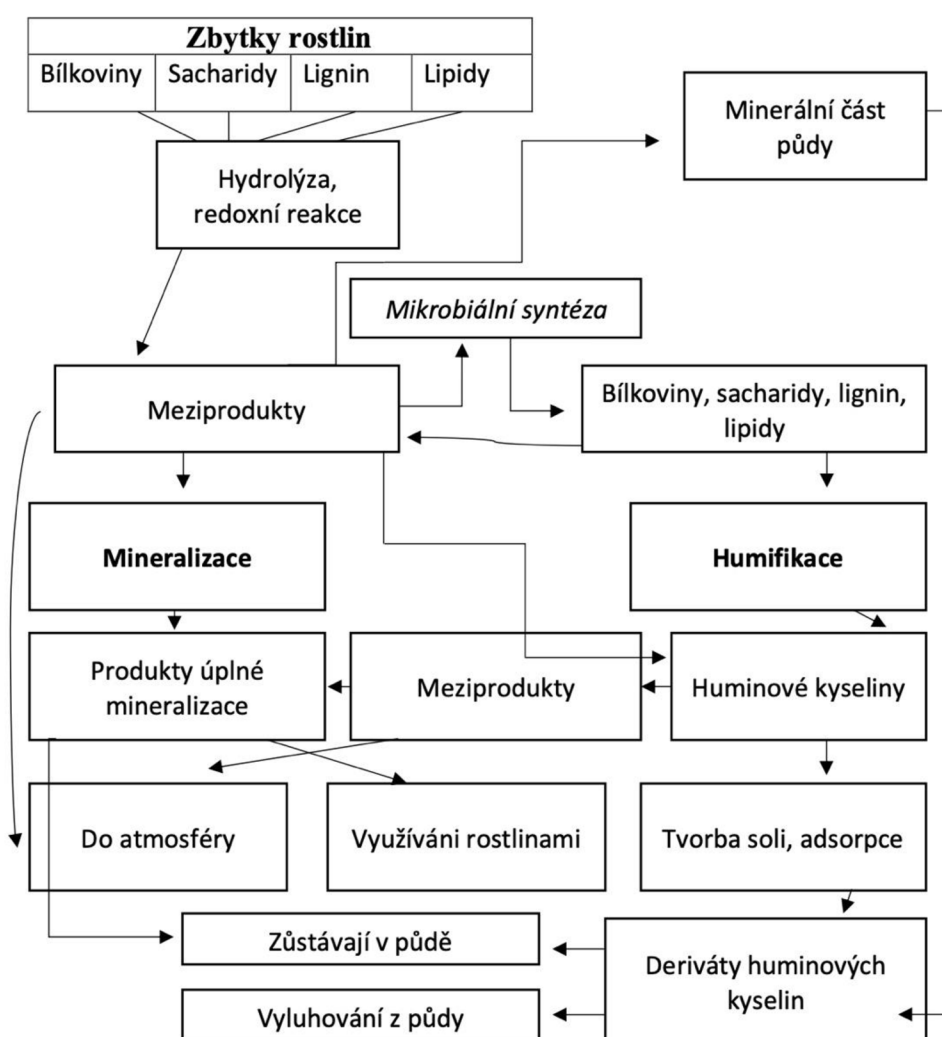 Zbytky rostlin
Bílkoviny Sacharidy Lignin Lipidy
Minerální část
půdy
Hydrolýza,
redoxní reakce
Mikrobiální syntéza
Meziprodukty
Bílkoviny, sacharidy, lignin,
lipidy
Mineralizace
Humifikace
Produkty úplné
mineralizace
Meziprodukty
Huminové kyseliny
Do atmosféry
Využíváni rostlinami
Tvorba soli, adsorpce
Zůstávají v půdě
Deriváty huminových
kyselin
Vyluhování z půdy